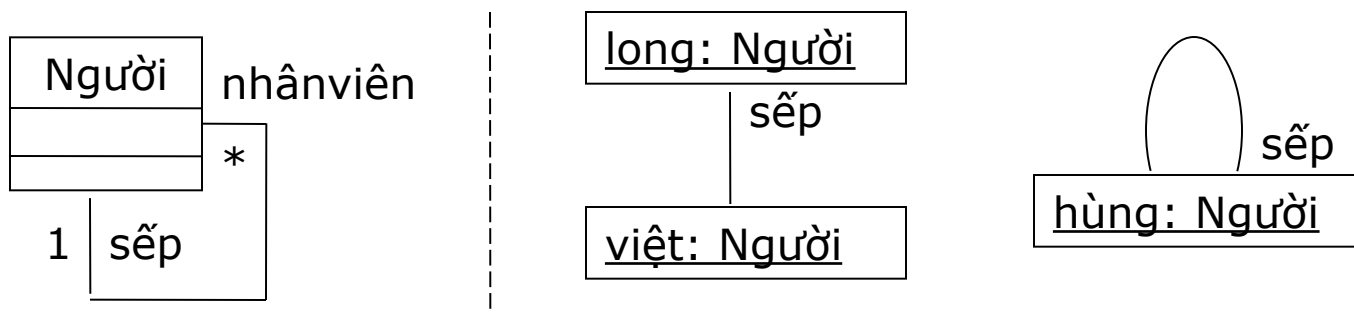 Người
nhânviên
*
1
sếp
long: Người
sếp
việt: Người
sếp
hùng: Người